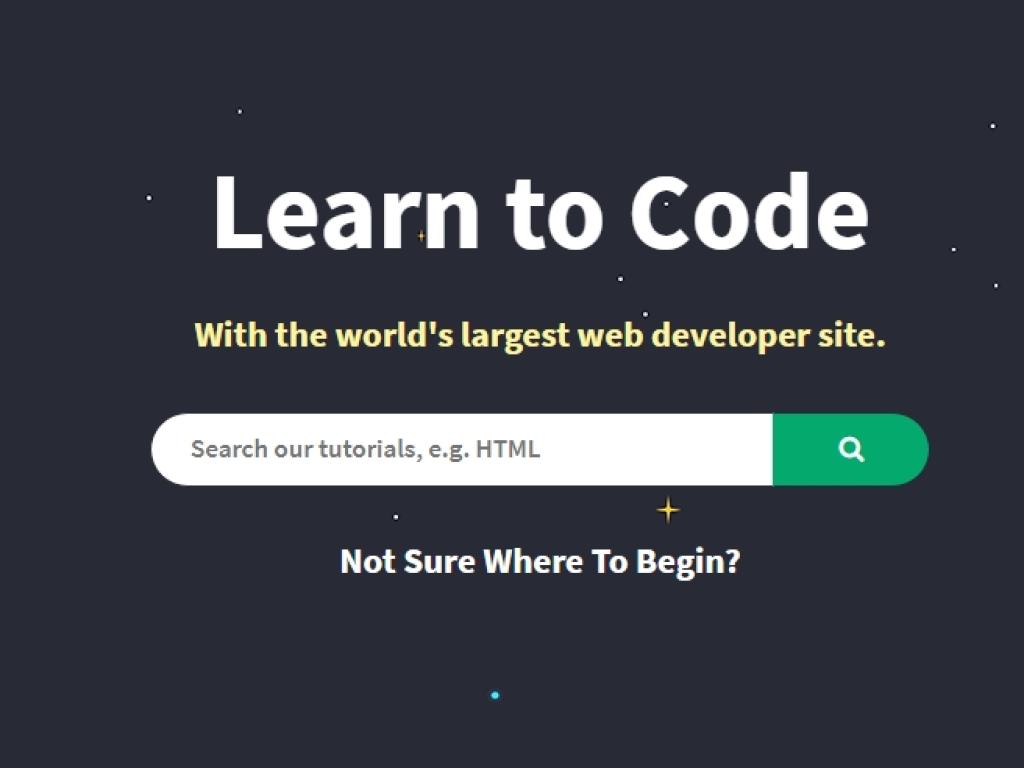 Learn to Code
With the world's largest web developer site.
Search our tutorials, e.g. HTML
Not Sure Where To Begin?